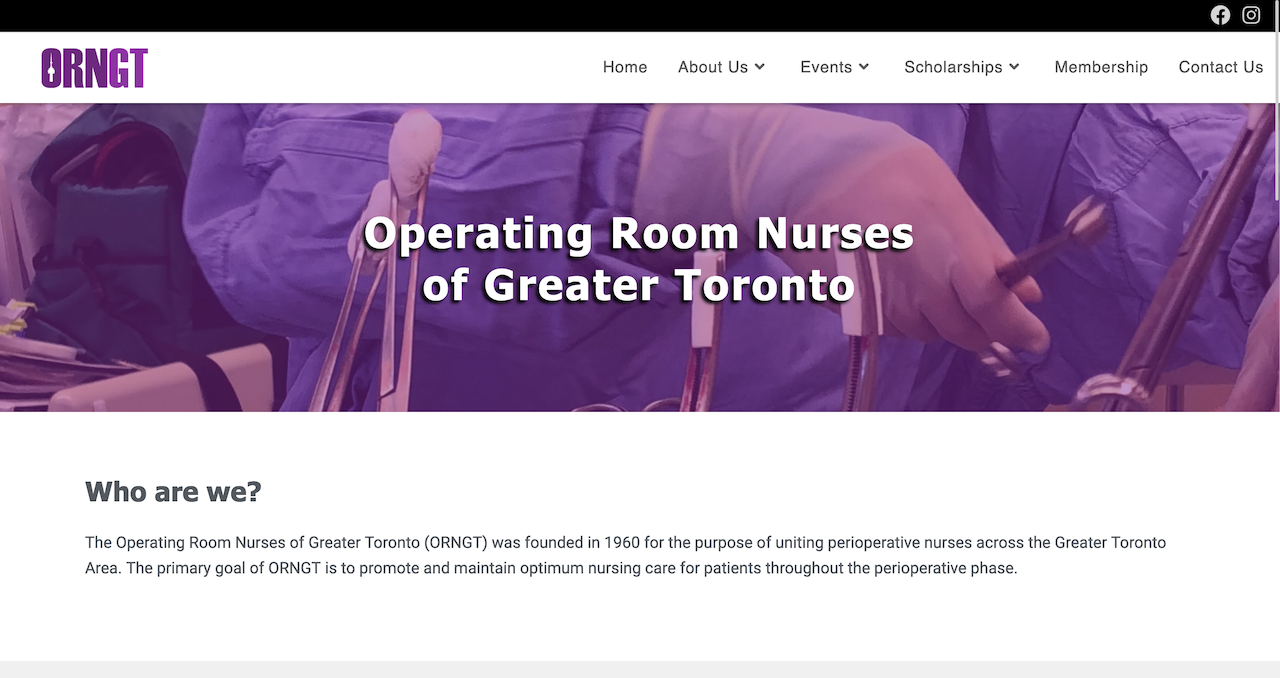 ORNGT
Home
About Us
Events
Scholarships
Membership
Contact Us
Operating Room Nurses
of Greater Toronto
Who are we?
The Operating Room Nurses of Greater Toronto (ORNGT) was founded in 1960 for the purpose of uniting perioperative nurses across the Greater Toronto
Area. The primary goal of ORNGT is to promote and maintain optimum nursing care for patients throughout the perioperative phase.